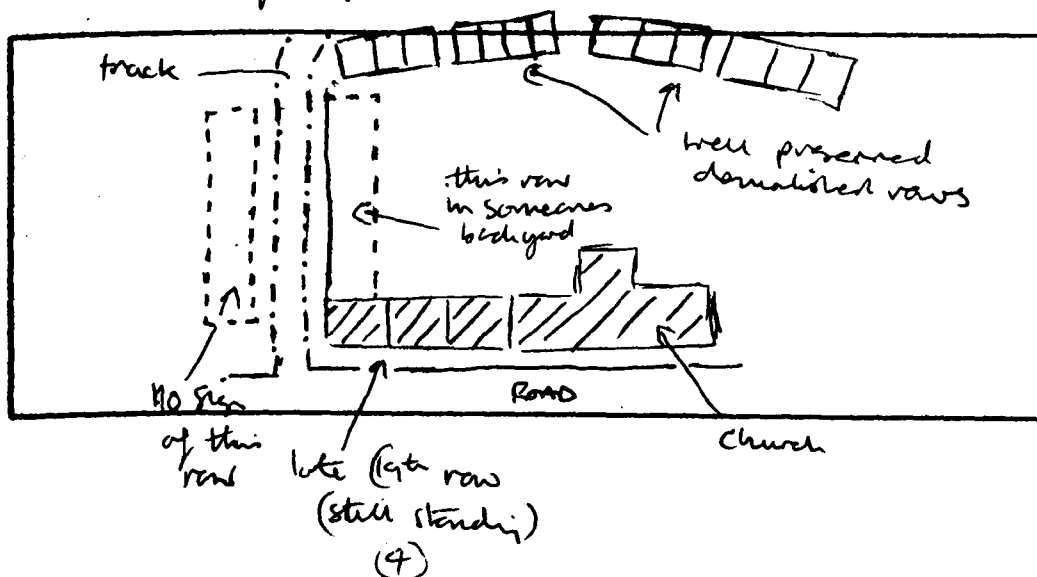 track
well preserved
demolished rows
this row
in someones
backyard
No sign
of this
row
ROAD
Church
late C19th row
(still standing)
(4)